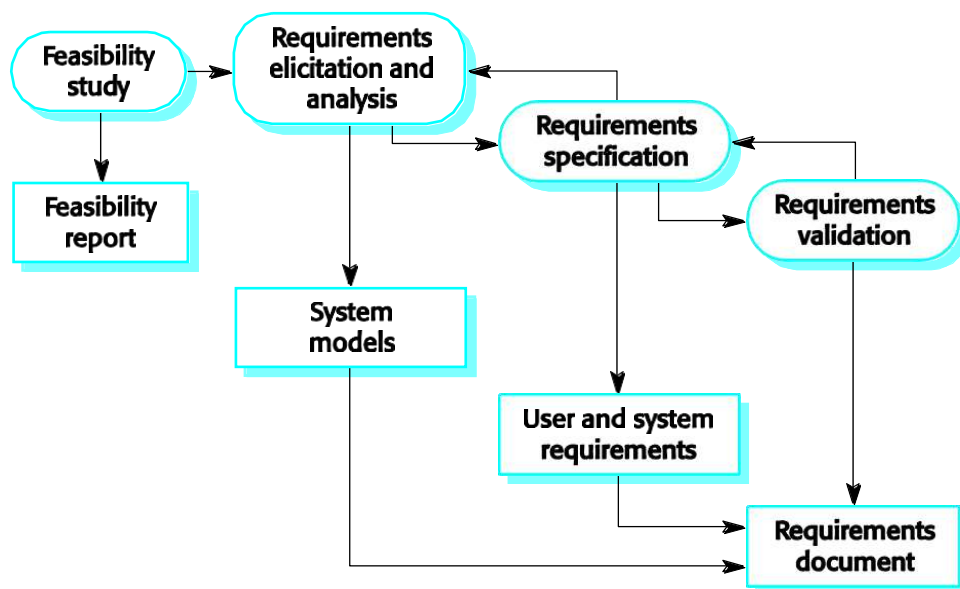 Feasibility
study
Requirements
elicitation and
analysis
Requirements
specification
Requirements
validation
Feasibility
report
System
models
User and system
requirements
Requirements
document